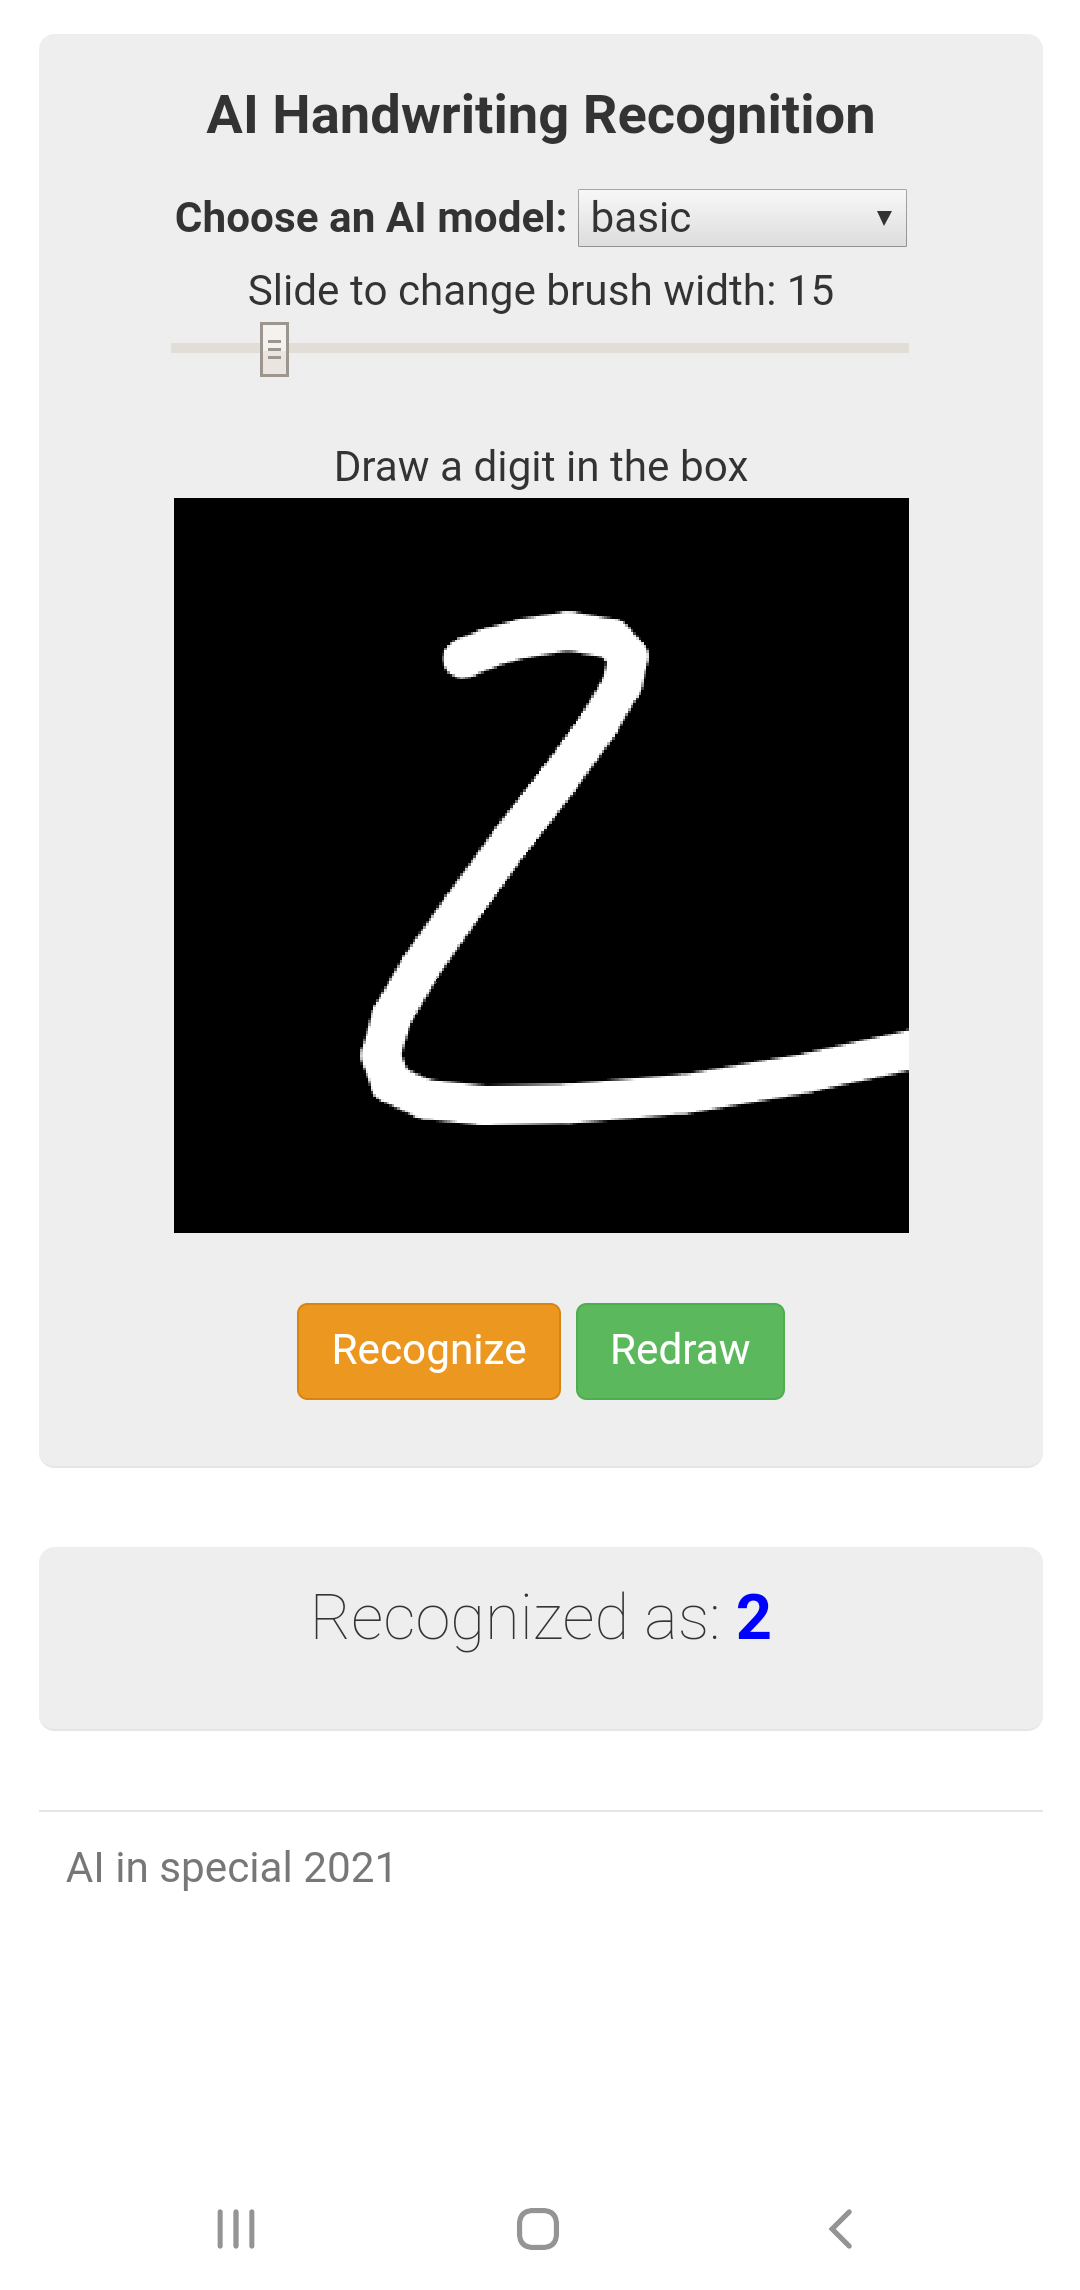 AI Handwriting Recognition
Choose an AI model: basic
Slide to change brush width: 15
Draw a digit in the box
2
Recognize Redraw
Recognized as: 2
AI in special 2021